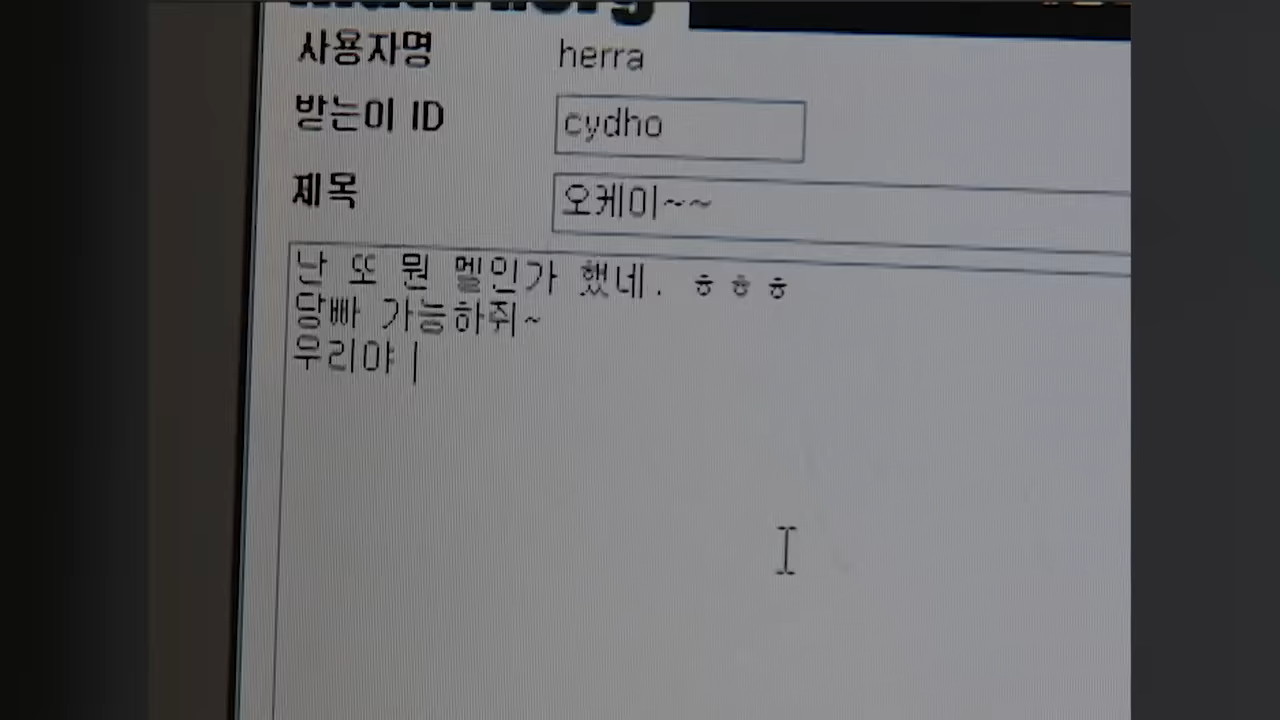 사용자명 herra
받는이 ID cydho
제목 오케이~~
난 또 뭔 멜인가 했네. ㅎㅎㅎ
당빠 가능하쥐~
우리야